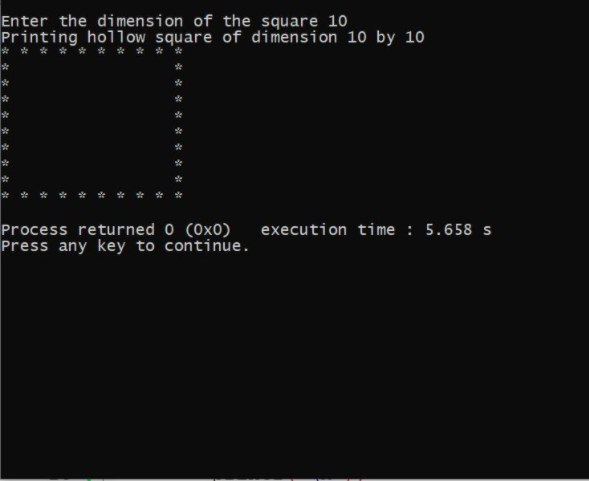 Enter the dimension of the square 10
Printing hollow square of dimension 10 by 10
* * * * * * * * * *
*                 *
*                 *
*                 *
*                 *
*                 *
*                 *
*                 *
*                 *
* * * * * * * * * *
Process returned 0 (0x0)   execution time : 5.658 s
Press any key to continue.